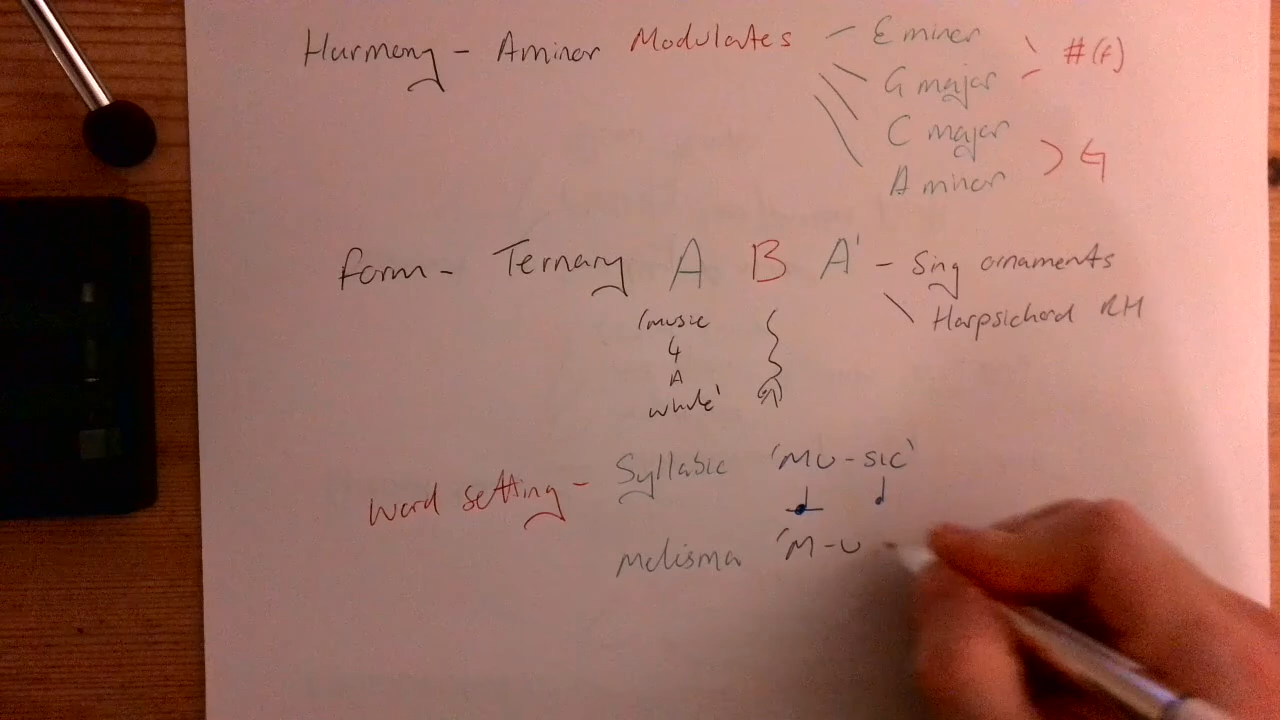 Harmony - A minor Modulates - E minor
G major
#(F)
C major
A minor
> G
Form - Ternary A B A' - Sing ornaments
\ Harpsichord RH
'music
4
A
while'
Word setting - Syllabic 'MU-SIC'
Melisma 'M-U -